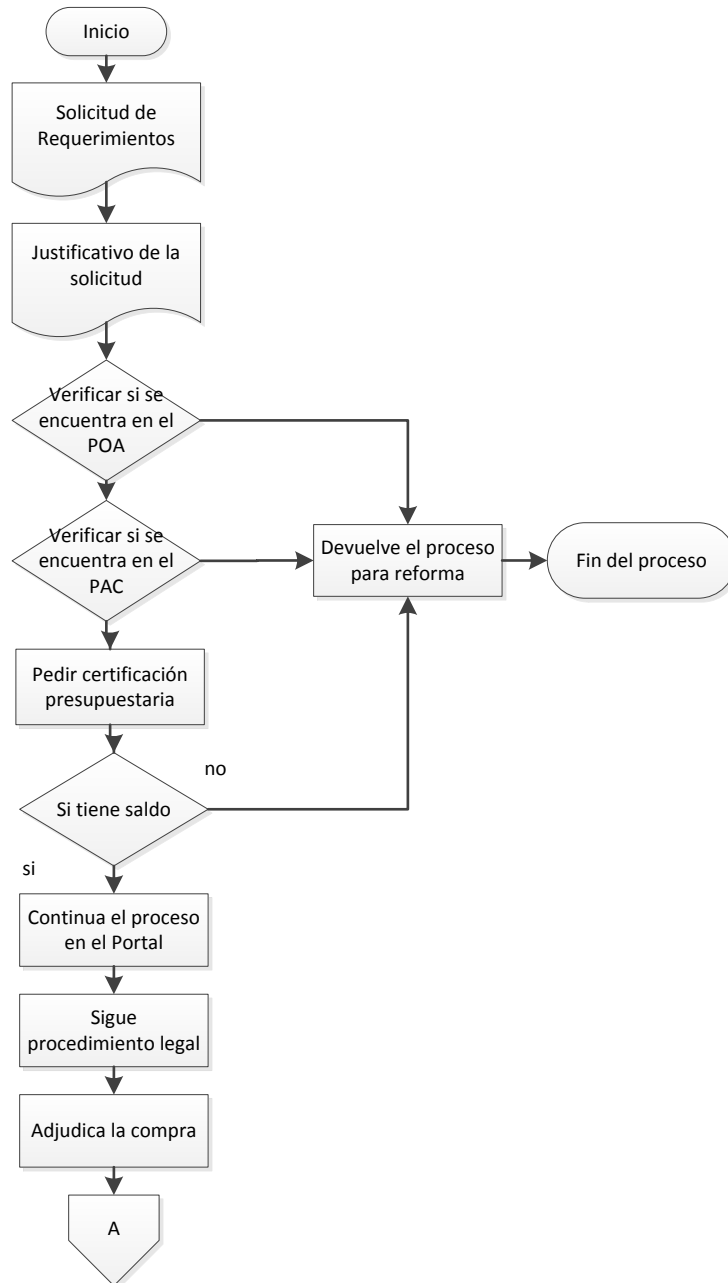 Inicio
Solicitud de
Requerimientos
Justificativo de la
solicitud
Verificar si se
encuentra en el
POA
Verificar si se
encuentra en el
PAC
Devuelve el proceso
para reforma
Fin del proceso
Pedir certificación
presupuestaria
no
Si tiene saldo
si
Continua el proceso
en el Portal
Sigue
procedimiento legal
Adjudica la compra
A